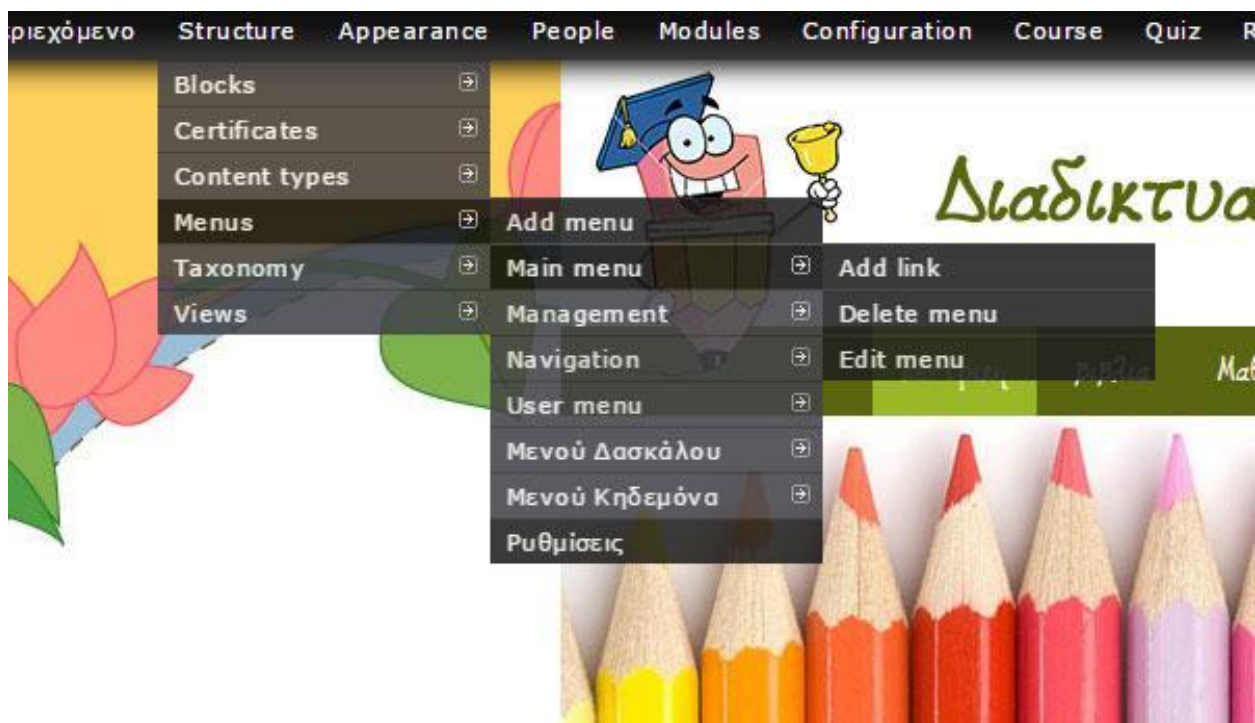 ριεχόμενο Structure Appearance People Modules Configuration Course Quiz
Blocks
Certificates
Content types
Menus
Taxonomy
Views
Add menu
Main menu
Management
Navigation
User menu
Μενού Δασκάλου
Μενού Κηδεμόνα
Ρυθμίσεις
Add link
Delete menu
Edit menu
Διαδικτυα
Μαθ